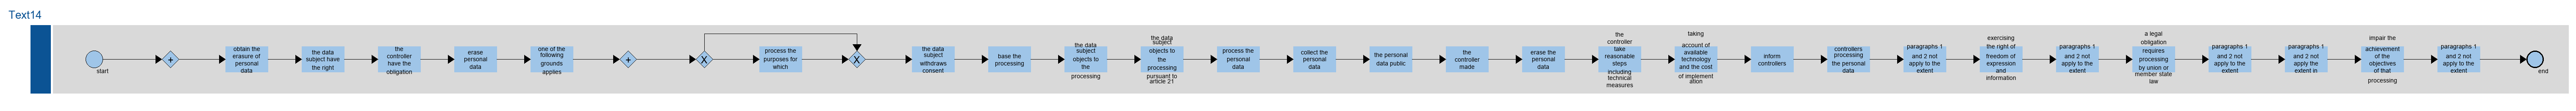 Text14
start
+
obtain the
erasure of
personal
data
the data
subject have
the right
the
controller
have the
obligation
erase
personal
data
one of the
following
grounds
applies
+
X
process the
purposes for
which
X
the data
subject
withdraws
consent
base the
processing
the data
subject
objects to
the
processing
the data
subject
objects to
the
processing
pursuant to
article 21
process the
personal
data
collect the
personal
data
the personal
data public
the
controller
made
erase the
personal
data
the
controller
take
reasonable
steps
including
technical
measures
taking
account of
available
technology
and the cost
of implement
ation
inform
controllers
controllers
processing
the personal
data
paragraphs 1
and 2 not
apply to the
extent
exercising
the right of
freedom of
expression
and
information
paragraphs 1
and 2 not
apply to the
extent
a legal
obligation
requires
processing
by union or
member state
law
paragraphs 1
and 2 not
apply to the
extent
paragraphs 1
and 2 not
apply to the
extent in
impair the
achievement
of the
objectives
of that
processing
paragraphs 1
and 2 not
apply to the
extent
end